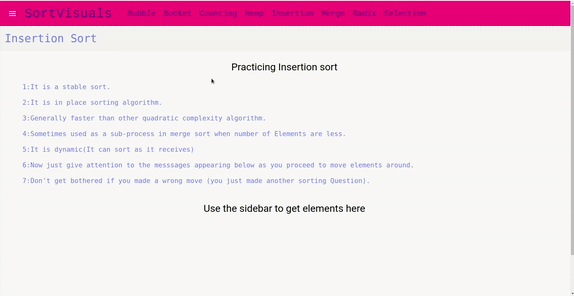 SortVisuals Bubble Bucket Counting Heap Insertion Merge Radix Selection
Insertion Sort
Practicing Insertion sort
1:It is a stable sort.
2:It is in place sorting algorithm.
3:Generally faster than other quadratic complexity algorithm.
4:Sometimes used as a sub-process in merge sort when number of Elements are less.
5:It is dynamic(It can sort as it receives)
6:Now just give attention to the messsages appearing below as you proceed to move elements around.
7:Don't get bothered if you made a wrong move (you just made another sorting Question).
Use the sidebar to get elements here